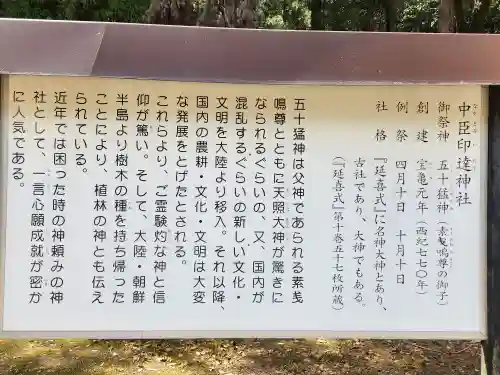 中臣印達神社
御祭神 五十猛神（素戔嗚尊の御子）
創建 宝亀元年（西紀七七〇年）
例祭 四月十日 十月十日
社格 『延喜式』に名神大神とあり、
古社であり、大神でもある。
（『延喜式』第十巻五十七枚所蔵）
五十猛神は父神であられる素戔
鳴尊とともに天照大神が驚きに
なられるぐらいの、又、国内が
混乱するぐらいの新しい文化・
文明を大陸より移入。それ以降、
国内の農耕・文化・文明は大変
な発展をとげたとされる。
これらより、ご霊験灼な神と信
仰が篤い。そして、大陸・朝鮮
半島より樹木の種を持ち帰った
ことにより、植林の神とも伝え
られている。
近年では困った時の神頼みの神
社として、一言心願成就が密か
に人気である。